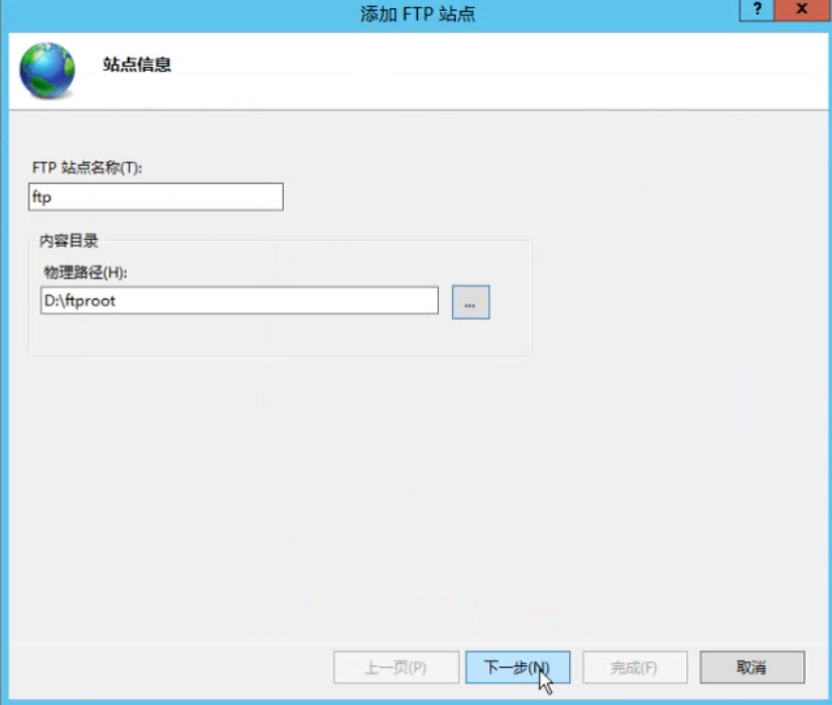 添加 FTP 站点
?
x
站点信息
FTP 站点名称(T):
ftp
内容目录
物理路径(H):
D:\ftproot
...
上一页(P)
下一步(N)
完成(F)
取消